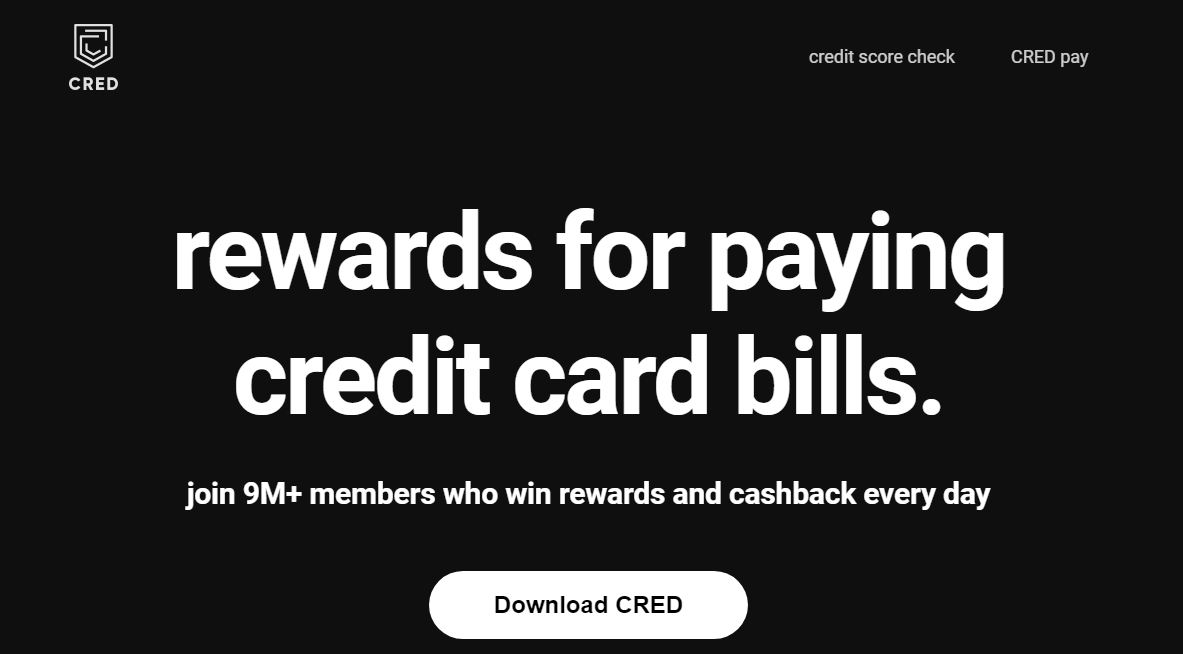 CRED
credit score check
CRED pay
rewards for paying
credit card bills.
join 9M+ members who win rewards and cashback every day
Download CRED